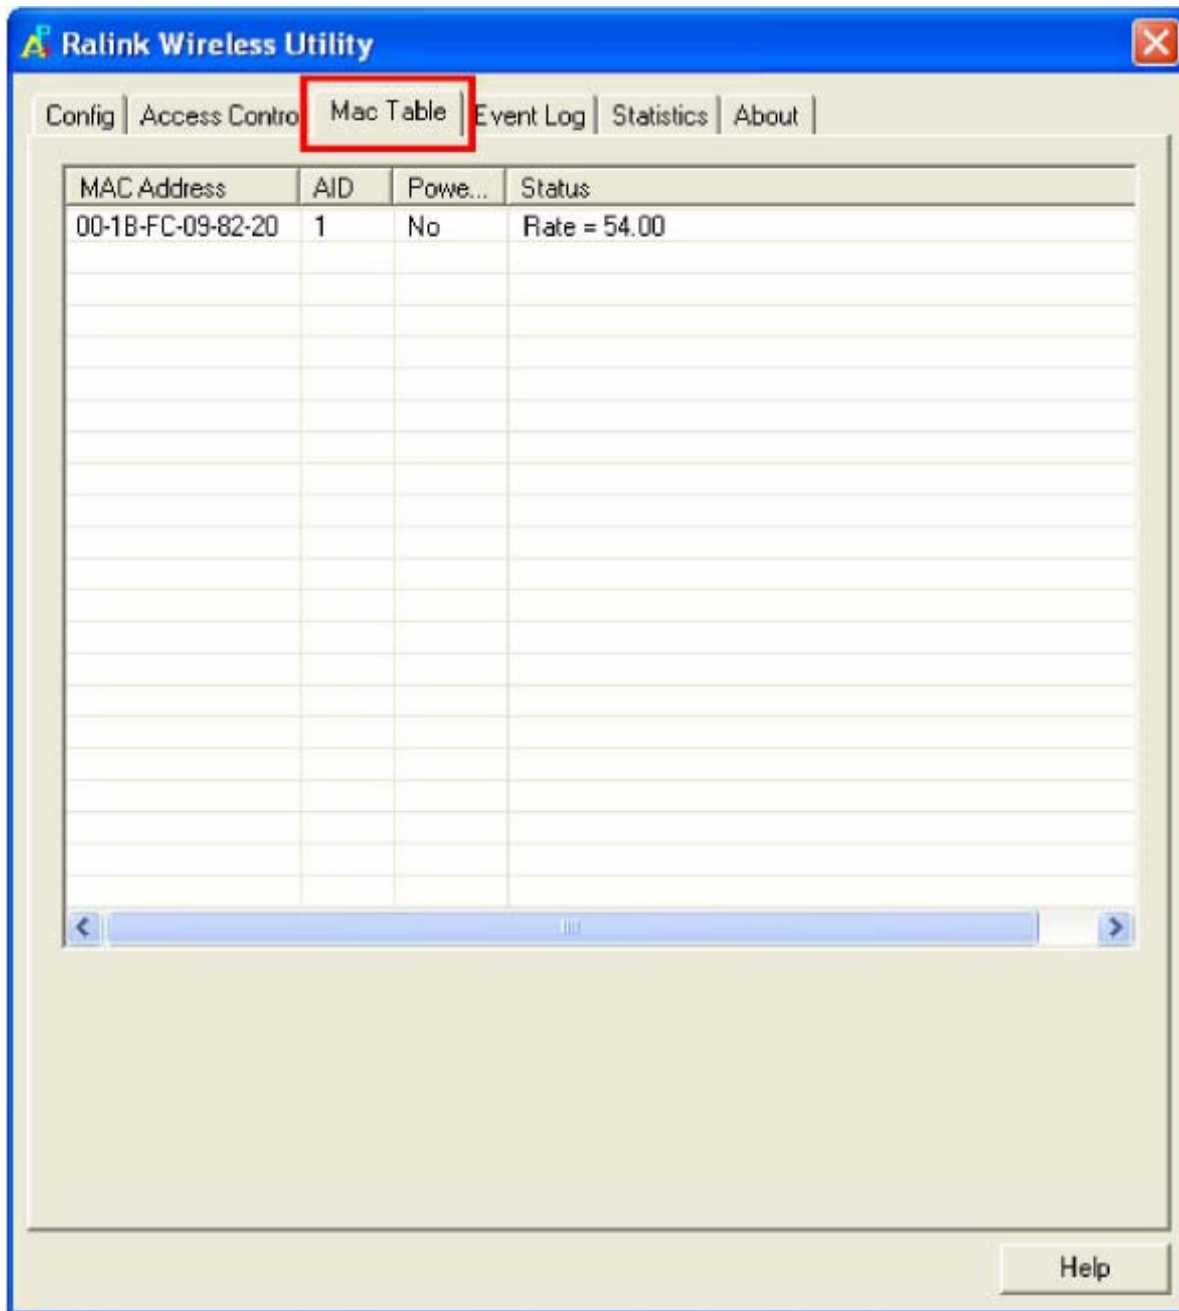 Ralink Wireless Utility
Config Access Contro Mac Table Event Log Statistics About
MAC Address AID Powe... Status
00-1B-FC-09-82-20 1 No Rate = 54.00
Help